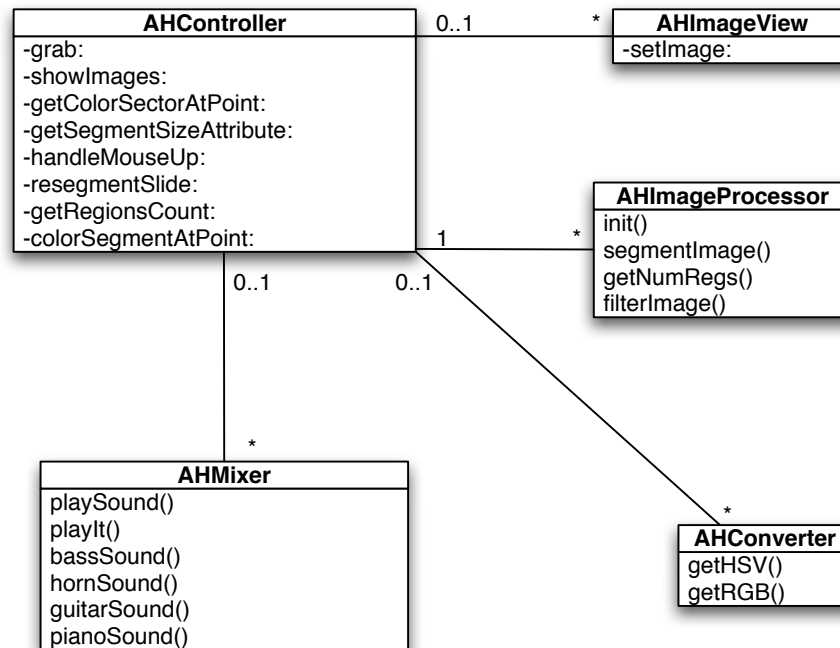 AHController
-grab:
-showImages:
-getColorSectorAtPoint:
-getSegmentSizeAttribute:
-handleMouseUp:
-resegmentSlide:
-getRegionsCount:
-colorSegmentAtPoint:
0..1
*
AHImageView
-setImage:
1
*
AHImageProcessor
init()
segmentImage()
getNumRegs()
filterImage()
0..1
0..1
*
AHMixer
playSound()
playIt()
bassSound()
hornSound()
guitarSound()
pianoSound()
*
AHConverter
getHSV()
getRGB()